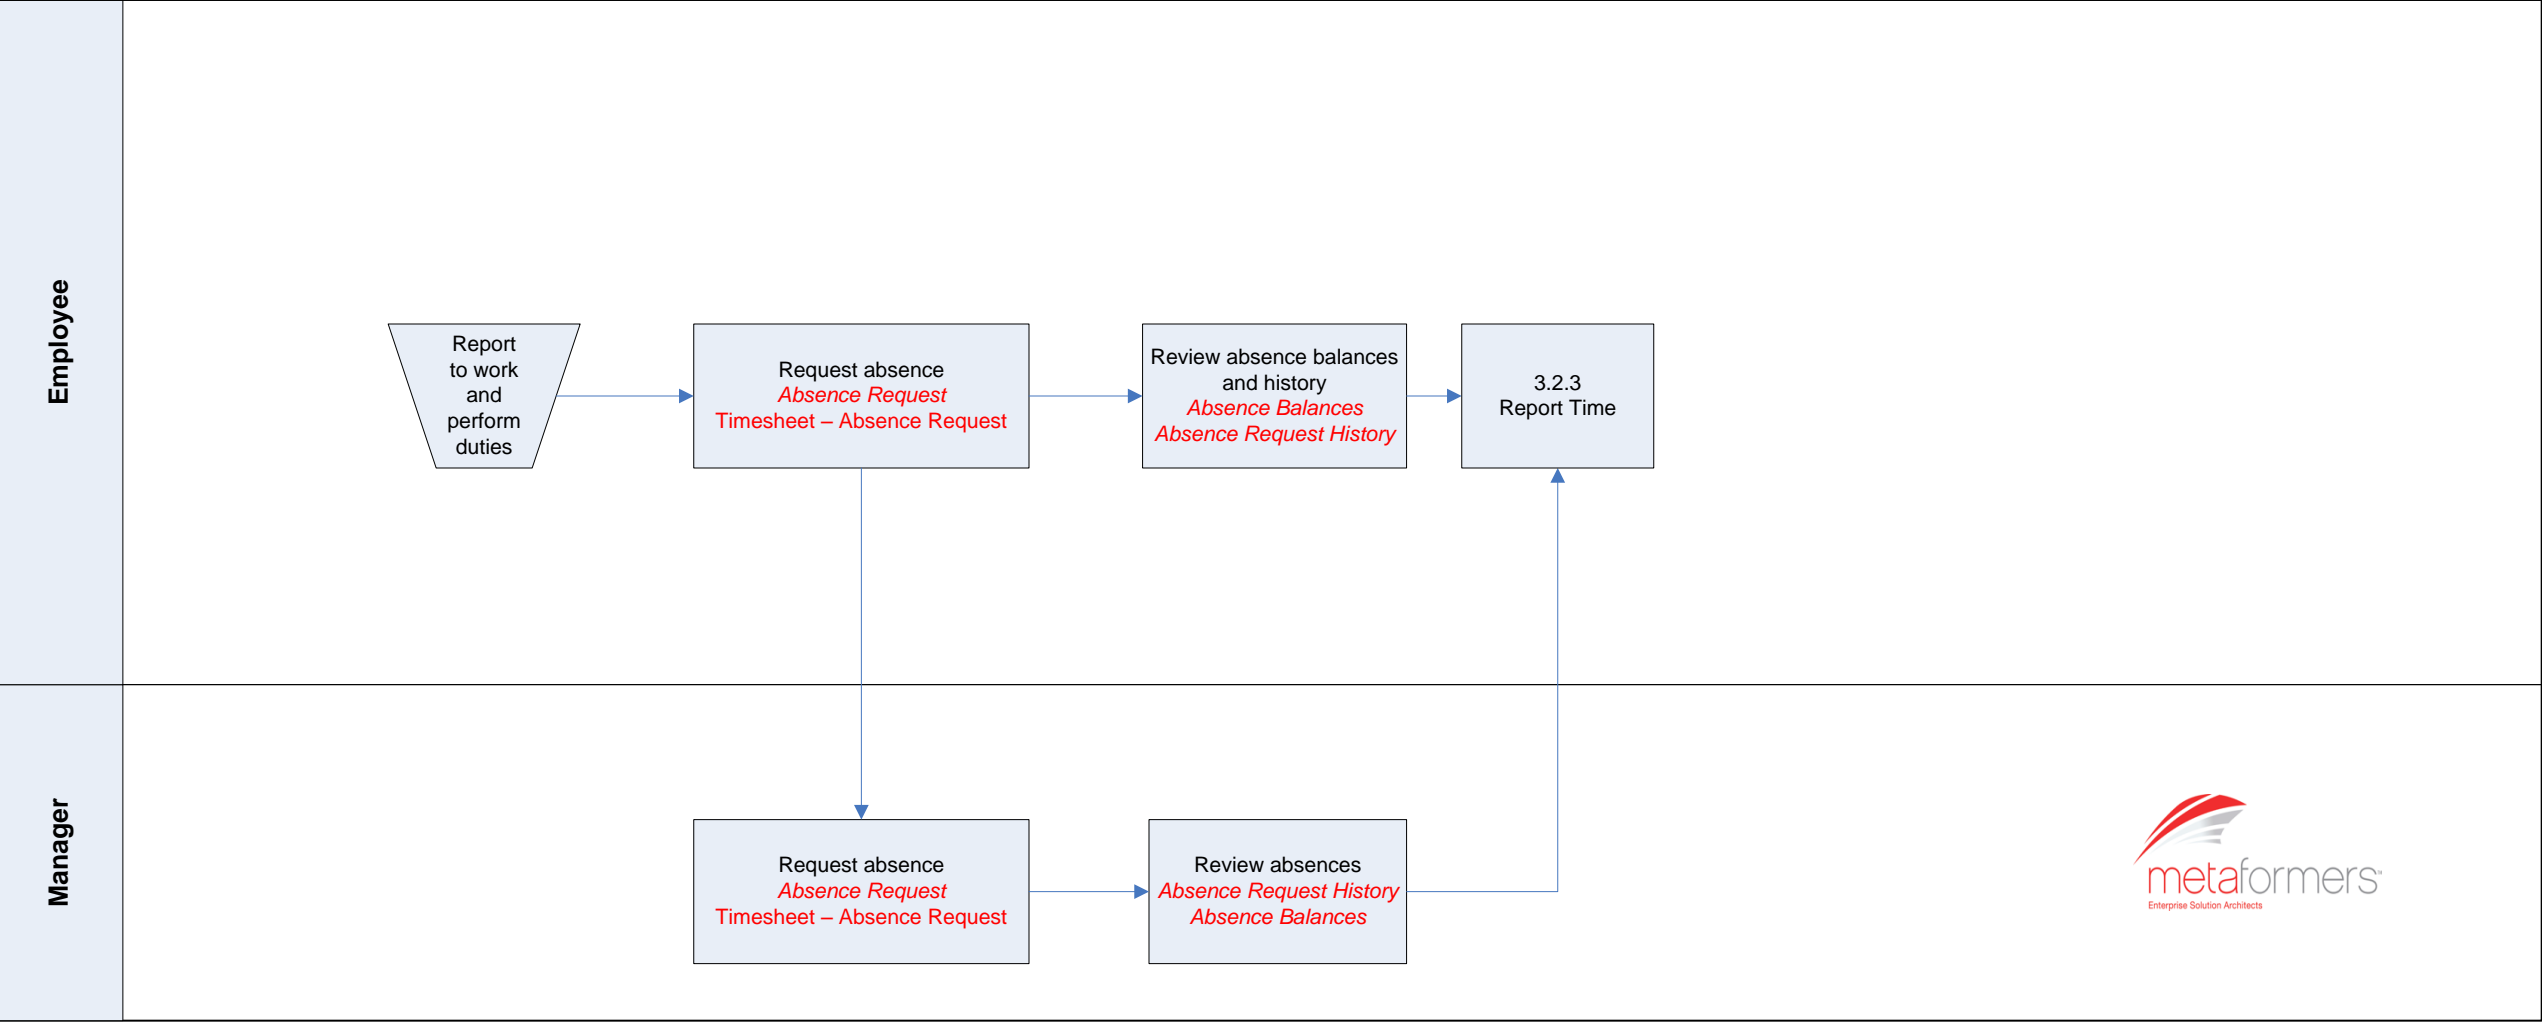 Employee
Report
to work
and
perform
duties
Request absence
Absence Request
Timesheet – Absence Request
Review absence balances
and history
Absence Balances
Absence Request History
3.2.3
Report Time
Manager
Request absence
Absence Request
Timesheet – Absence Request
Review absences
Absence Request History
Absence Balances
metaformers™
Enterprise Solution Architects